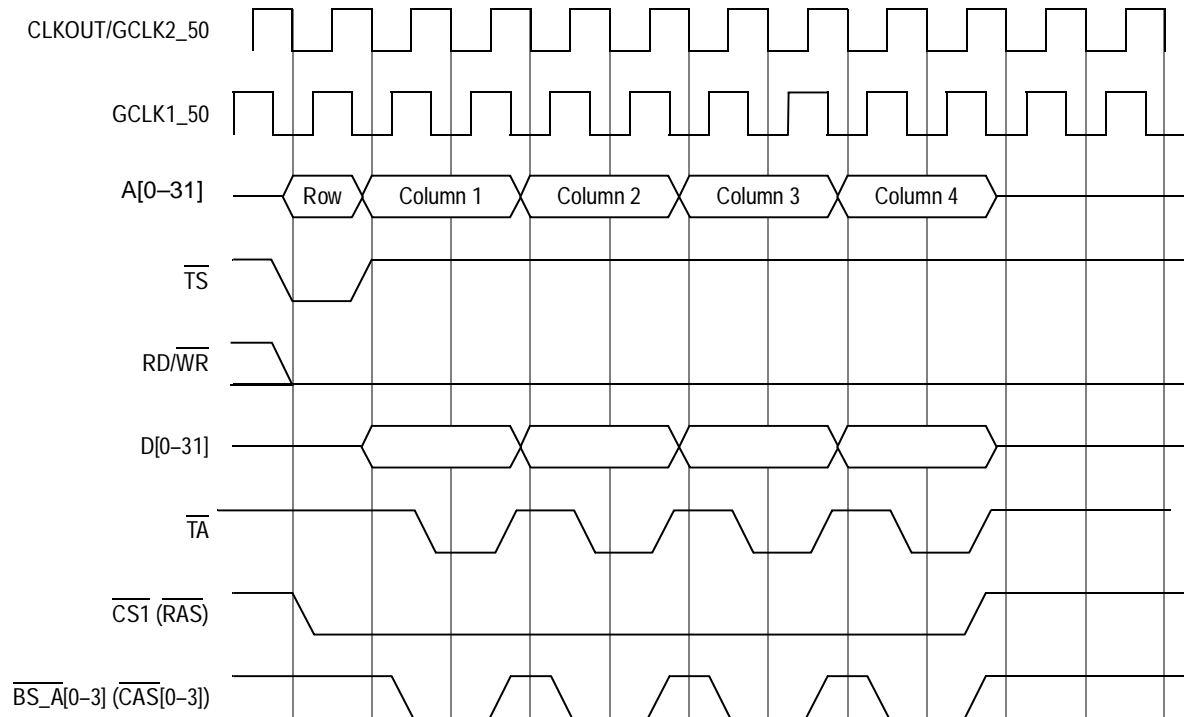 CLKOUT/GCLK2_50
GCLK1_50
A[0–31] Row Column 1 Column 2 Column 3 Column 4
TS
RD/WR
D[0–31]
TA
CS1 (RAS)
BS_A[0–3] (CAS[0–3])